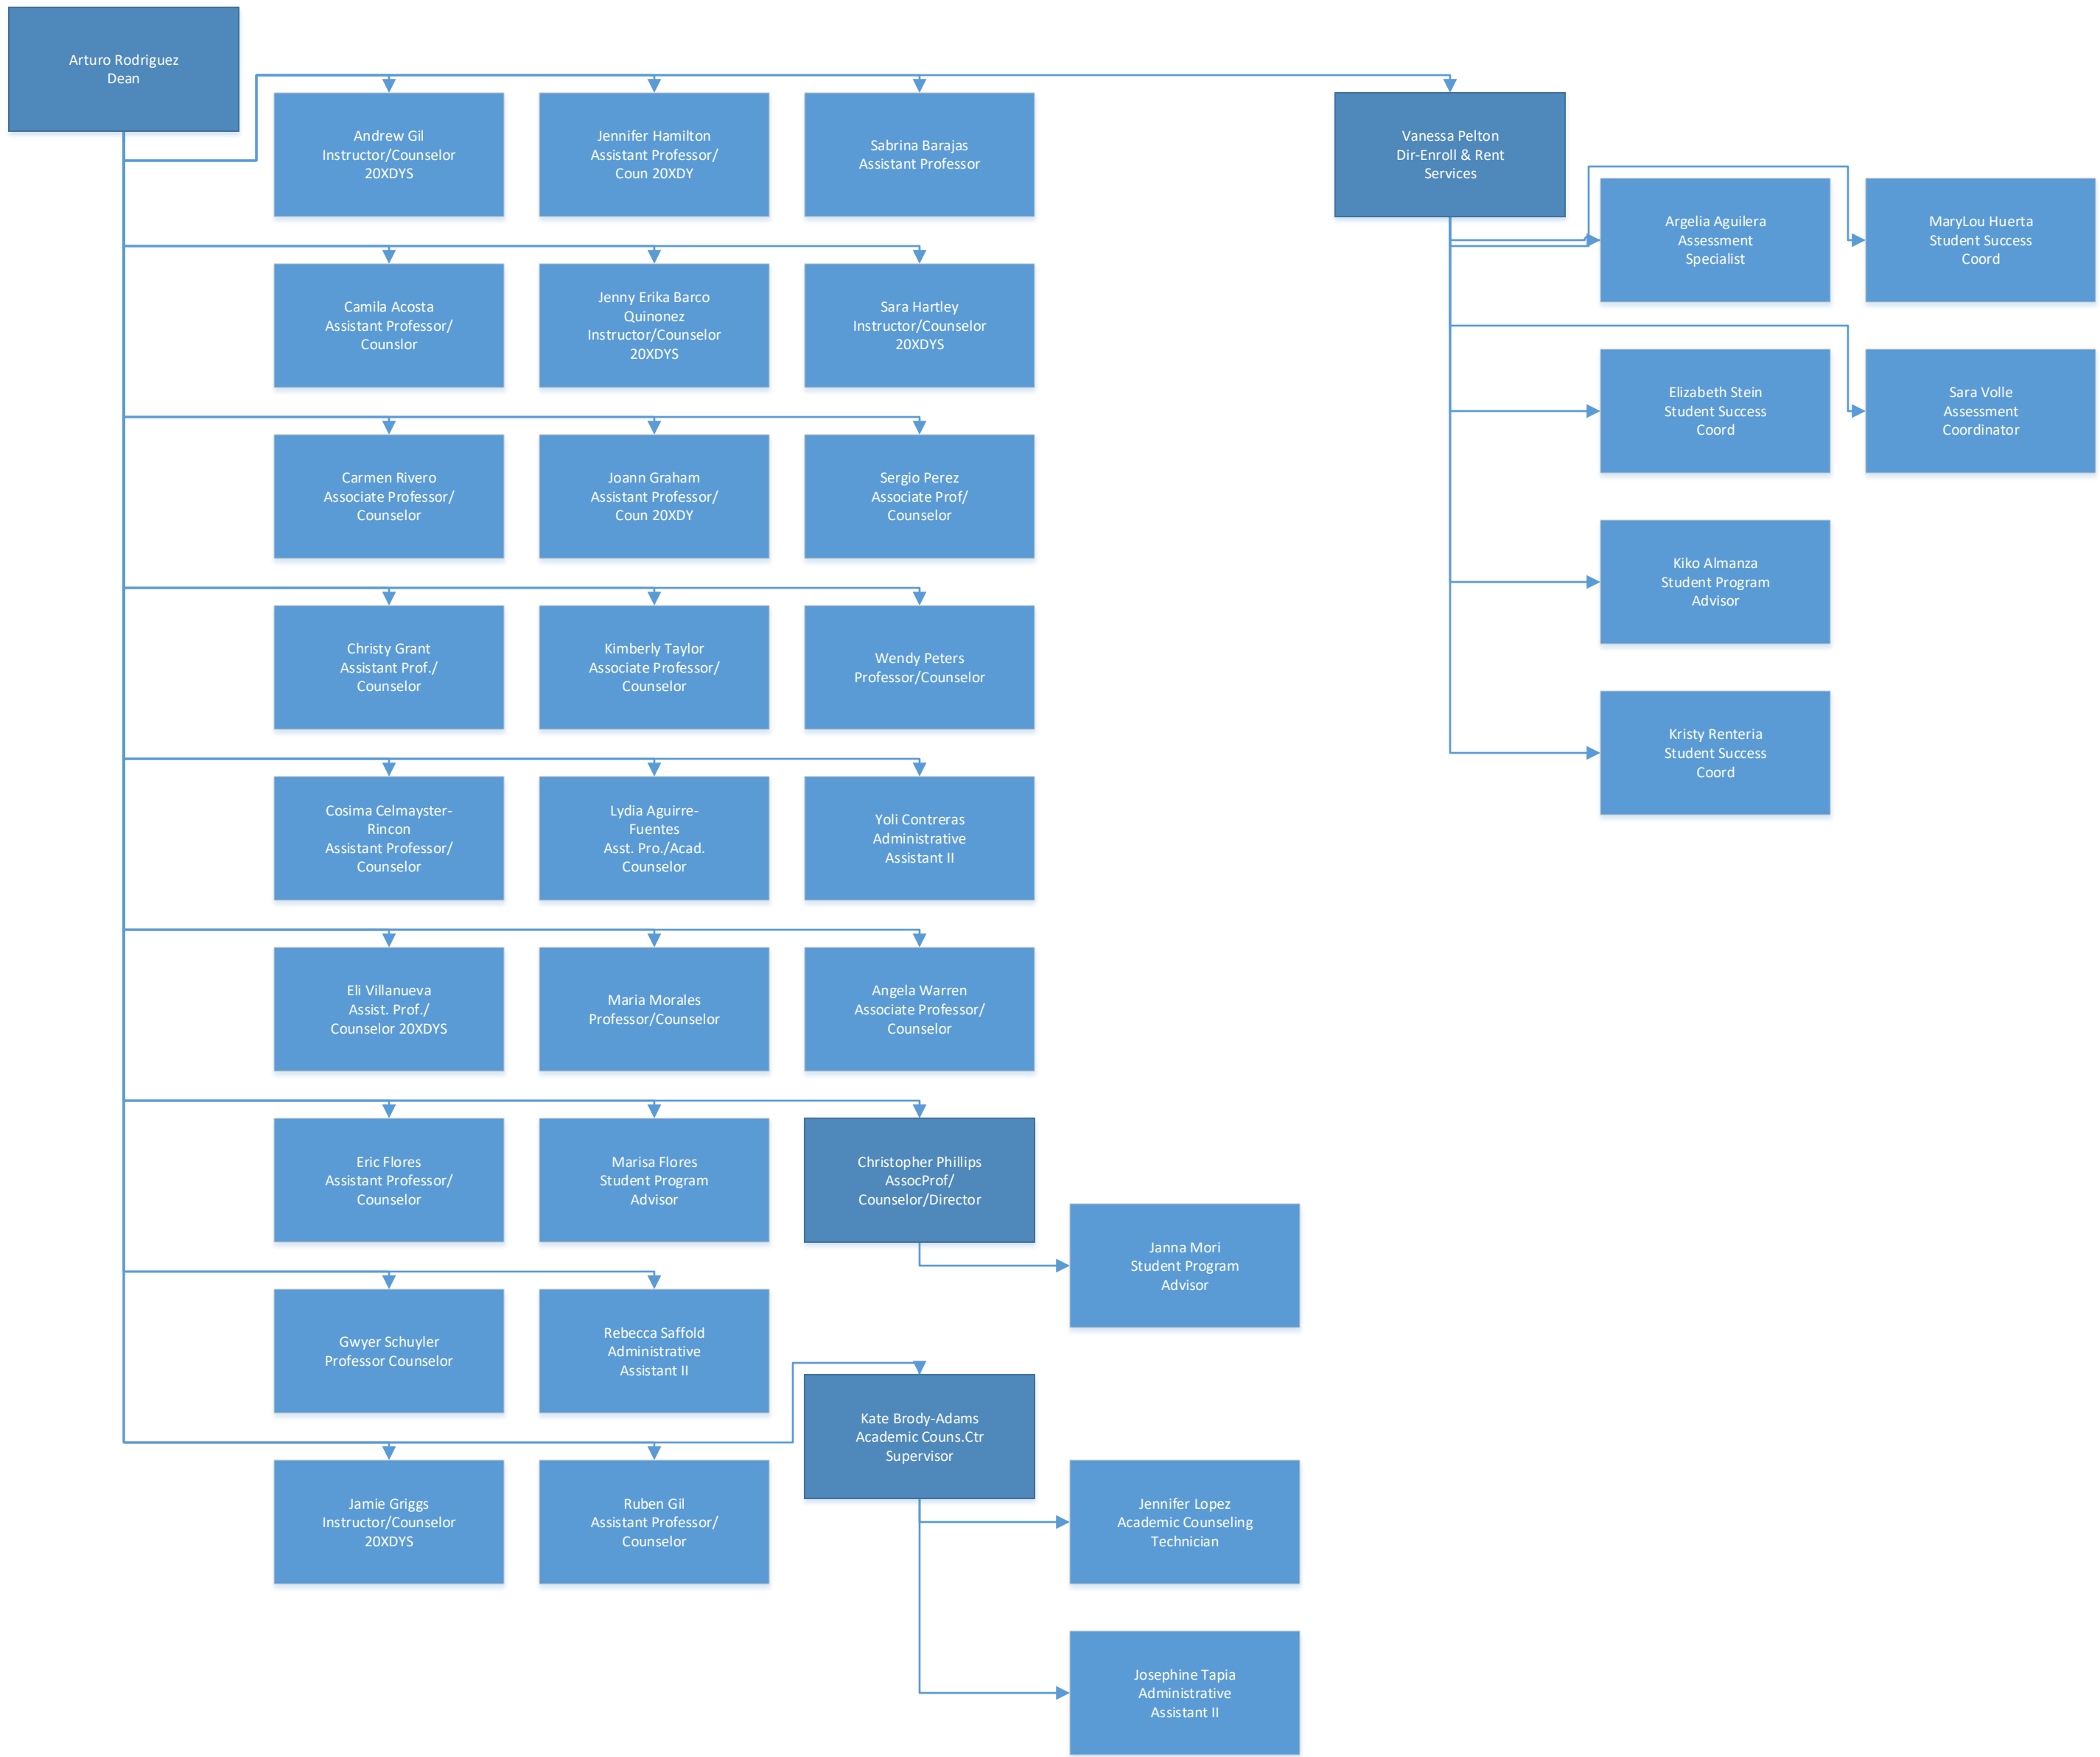 Arturo Rodriguez
Dean
Andrew Gil
Instructor/Counselor
20XDYS
Jennifer Hamilton
Assistant Professor/
Coun 20XDY
Sabrina Barajas
Assistant Professor
Vanessa Pelton
Dir-Enroll & Rent
Services
Argelia Aguilera
Assessment
Specialist
MaryLou Huerta
Student Success
Coord
Camila Acosta
Assistant Professor/
Counslor
Jenny Erika Barco
Quinonez
Instructor/Counselor
20XDYS
Sara Hartley
Instructor/Counselor
20XDYS
Elizabeth Stein
Student Success
Coord
Sara Volle
Assessment
Coordinator
Carmen Rivero
Associate Professor/
Counselor
Joann Graham
Assistant Professor/
Coun 20XDY
Sergio Perez
Associate Prof/
Counselor
Kiko Almanza
Student Program
Advisor
Christy Grant
Assistant Prof./
Counselor
Kimberly Taylor
Associate Professor/
Counselor
Wendy Peters
Professor/Counselor
Kristy Renteria
Student Success
Coord
Cosima Celmayster-
Rincon
Assistant Professor/
Counselor
Lydia Aguirre-
Fuentes
Asst. Pro./Acad.
Counselor
Yoli Contreras
Administrative
Assistant II
Eli Villanueva
Assist. Prof./
Counselor 20XDYS
Maria Morales
Professor/Counselor
Angela Warren
Associate Professor/
Counselor
Eric Flores
Assistant Professor/
Counselor
Marisa Flores
Student Program
Advisor
Christopher Phillips
AssocProf/
Counselor/Director
Janna Mori
Student Program
Advisor
Gwyer Schuyler
Professor Counselor
Rebecca Saffold
Administrative
Assistant II
Kate Brody-Adams
Academic Couns.Ctr
Supervisor
Jamie Griggs
Instructor/Counselor
20XDYS
Ruben Gil
Assistant Professor/
Counselor
Jennifer Lopez
Academic Counseling
Technician
Josephine Tapia
Administrative
Assistant II